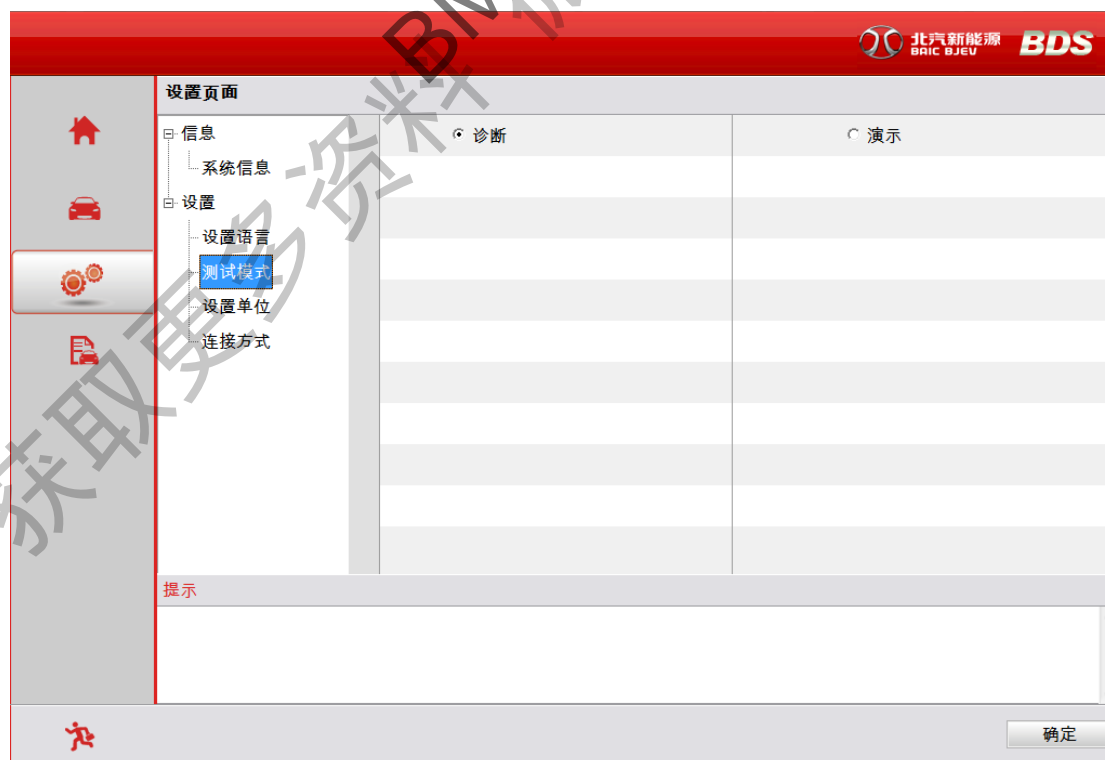 北汽新能源 BDS
BAIC BJEV
设置页面
信息
系统信息
设置
设置语言
测试模式
设置单位
连接方式
诊断
演示
提示
确定
获取更多资料 BM